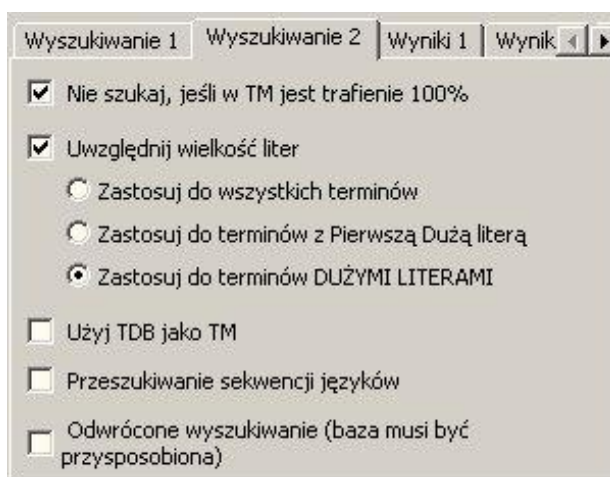 Wyszukiwanie 1 Wyszukiwanie 2 Wyniki 1 Wynik
Nie szukaj, jeśli w TM jest trafienie 100%
Uwzględnij wielkość liter
Zastosuj do wszystkich terminów
Zastosuj do terminów z Pierwszą Dużą literą
Zastosuj do terminów DUŻYMI LITERAMI
Użyj TDB jako TM
Przeszukiwanie sekwencji języków
Odwrócone wyszukiwanie (baza musi być
przysposobiona)